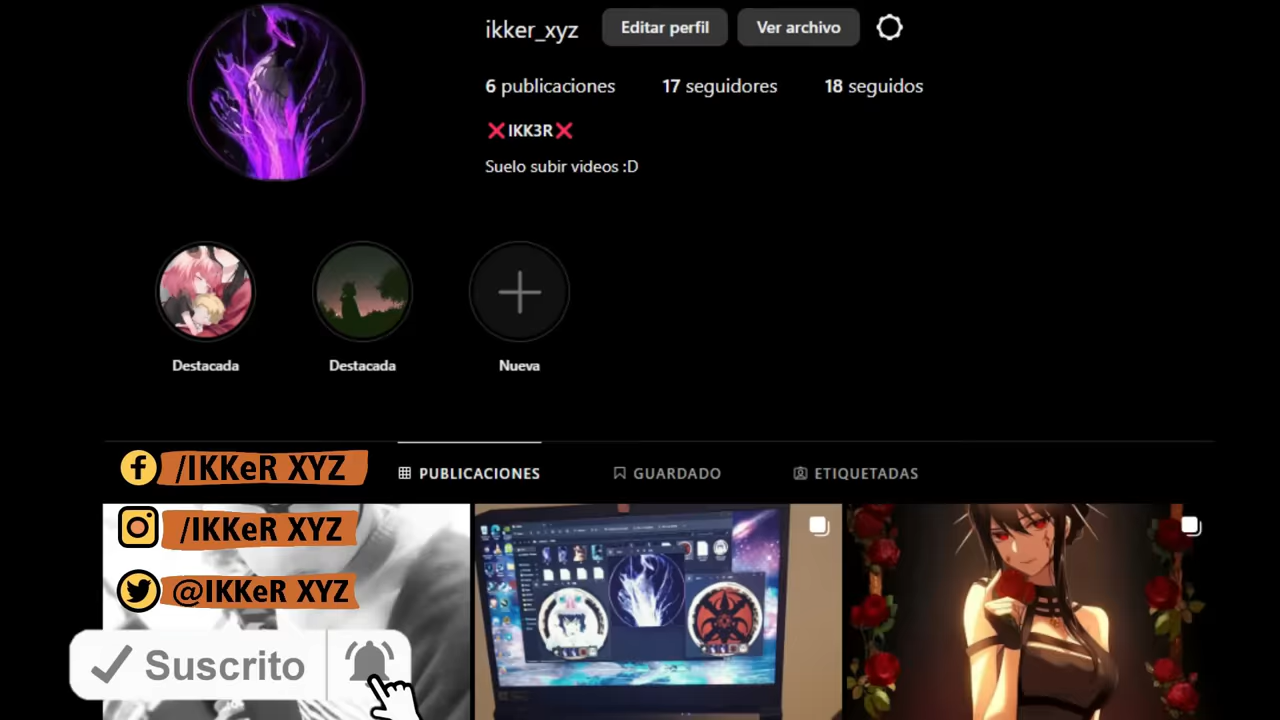 ikker_xyz Editar perfil Ver archivo
6 publicaciones 17 seguidores 18 seguidos
❌IKK3R❌
Suelo subir videos :D
Destacada Destacada Nueva
/IKKeR XYZ
PUBLICACIONES GUARDADO ETIQUETADAS
/IKKeR XYZ
@IKKeR XYZ
Suscrito